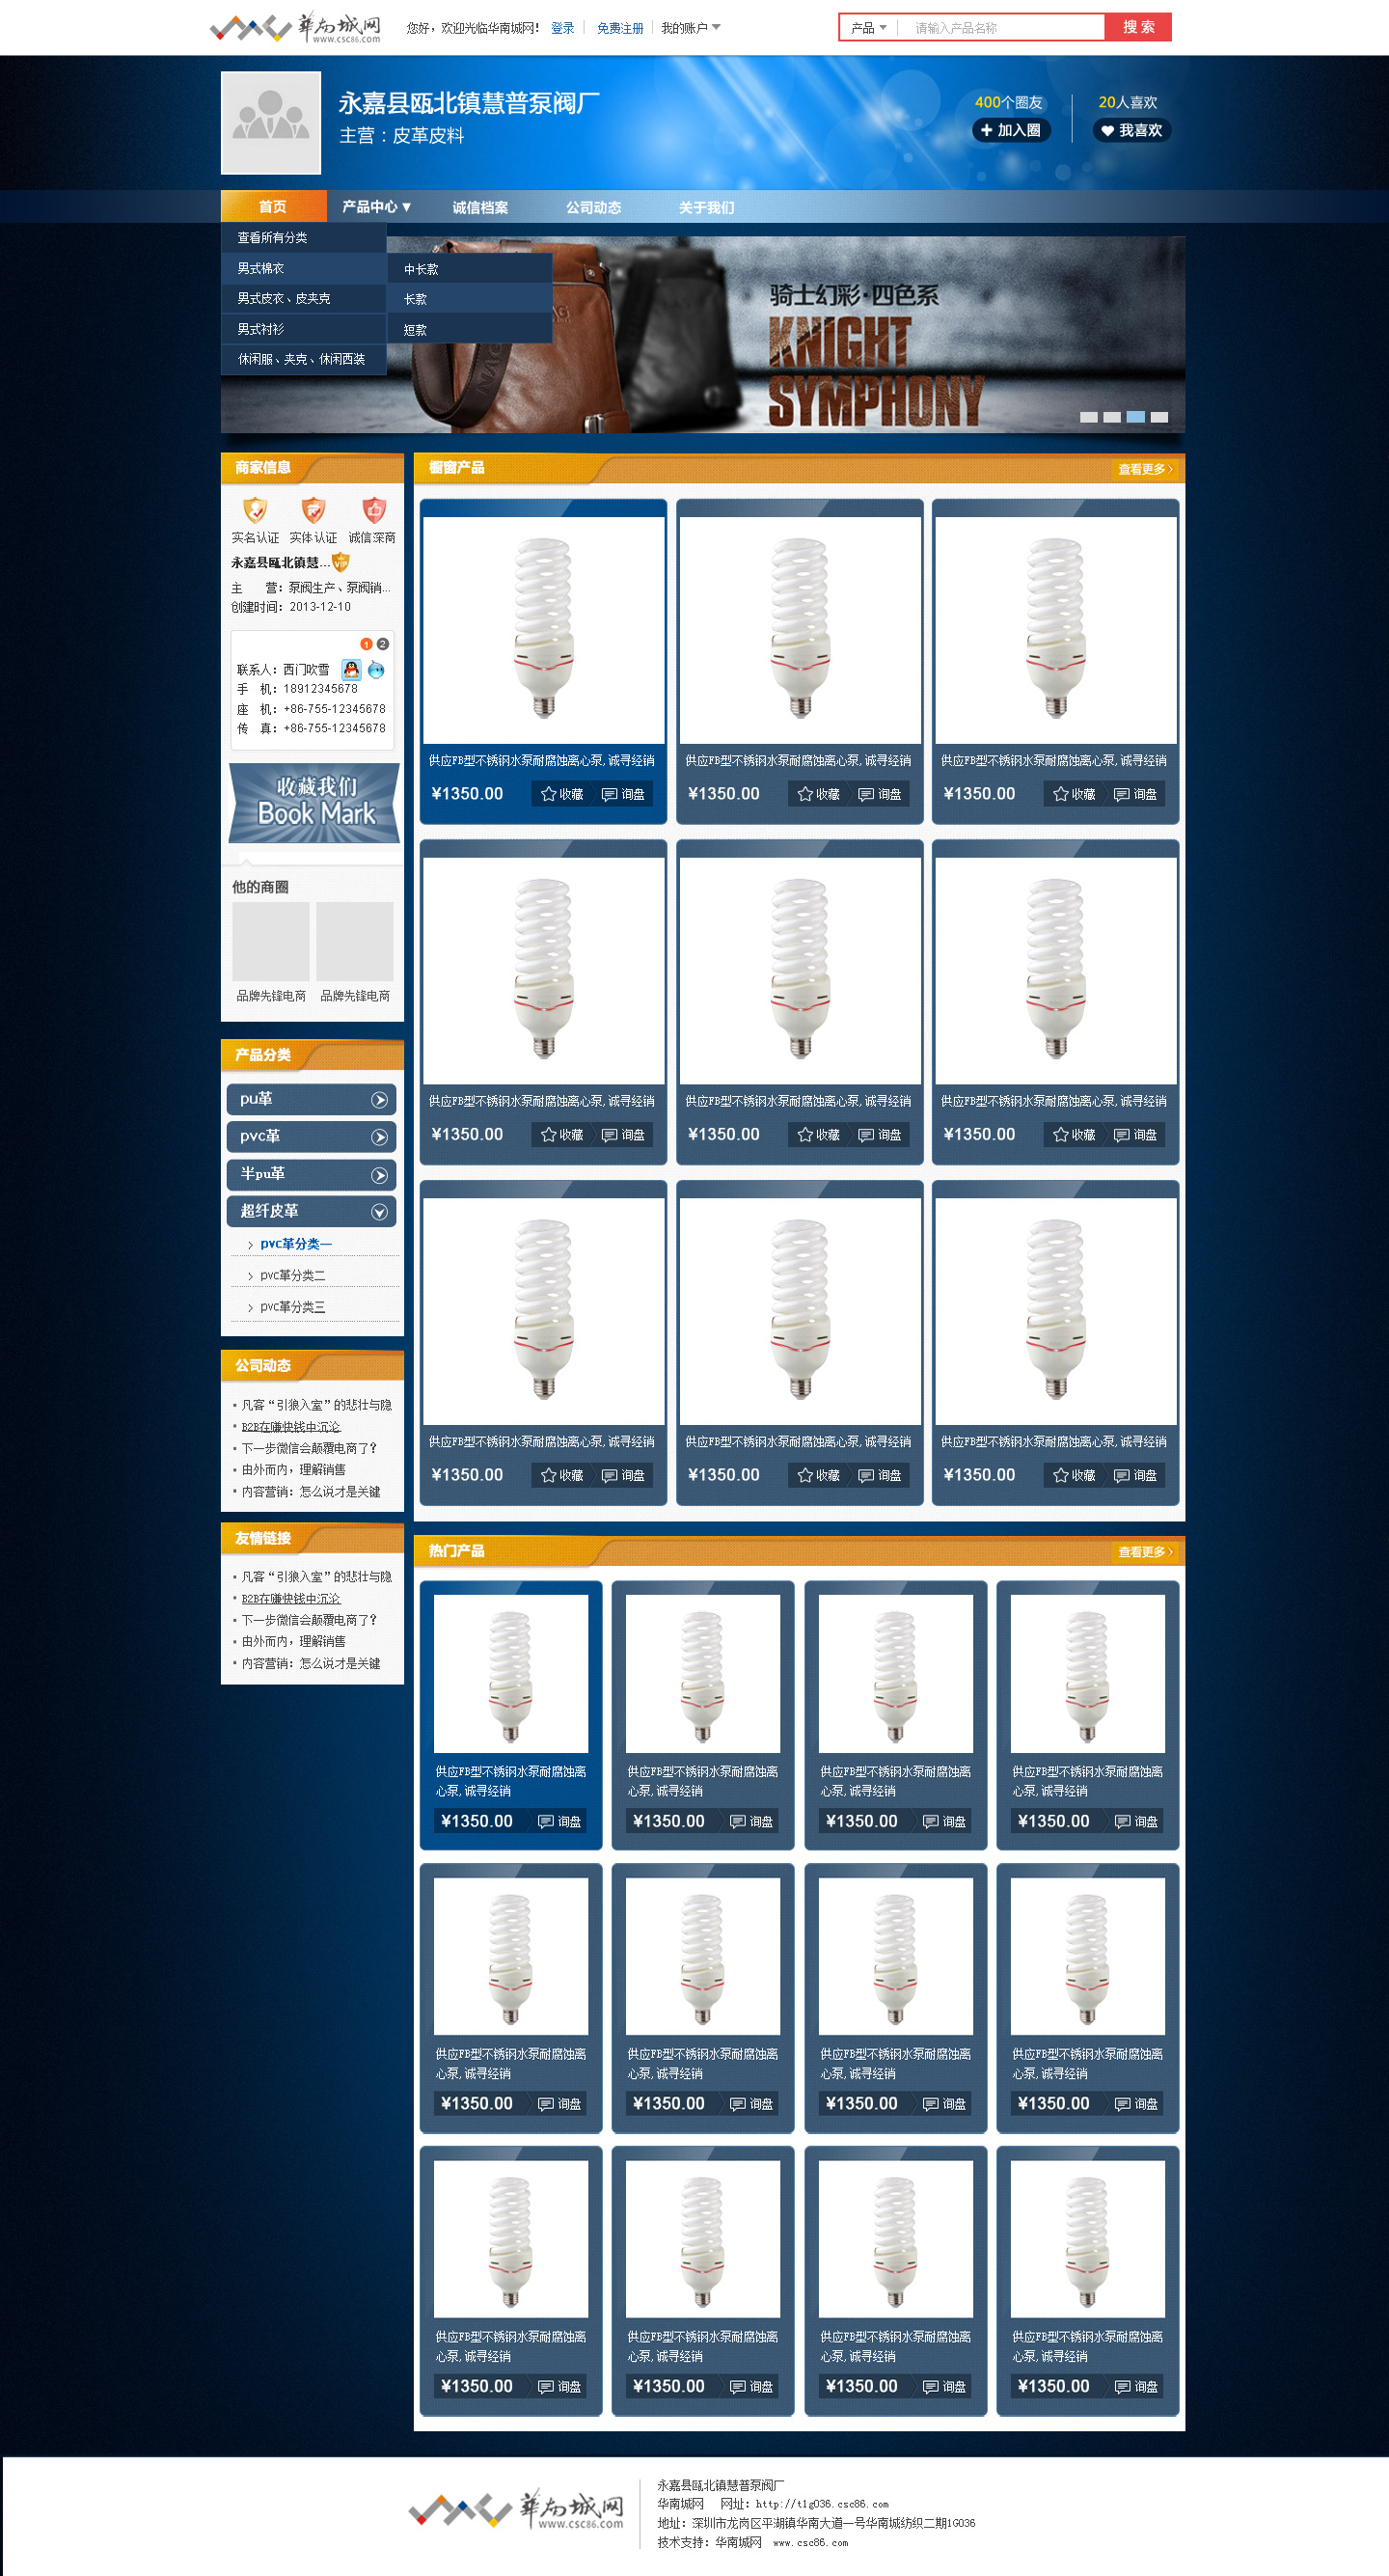 华南城网
www.csc86.com
您好，欢迎光临华南城网！ 登录 免费注册 我的账户
产品 请输入产品名称 搜 索
永嘉县瓯北镇慧普泵阀厂
主营：皮革皮料
400个圈友 20人喜欢
加入圈 我喜欢
首页 产品中心▼ 诚信档案 公司动态 关于我们
查看所有分类
男式棉衣 中长款
男式皮衣、皮夹克 长款
男式衬衫 短款
休闲服、夹克、休闲西装
骑士幻彩·四色系
KNIGHT
SYMPHONY
商家信息
实名认证 实体认证 诚信深商
永嘉县瓯北镇慧... VIP
主　　营：泵阀生产、泵阀销...
创建时间：2013-12-10
1 2
联系人：西门吹雪
手　机：18912345678
座　机：+86-755-12345678
传　真：+86-755-12345678
收藏我们
Book Mark
他的商圈
品牌先锋电商 品牌先锋电商
产品分类
pu革
pvc革
半pu革
超纤皮革
pvc革分类一
pvc革分类二
pvc革分类三
公司动态
凡客“引狼入室”的悲壮与隐
B2B在赚快钱中沉沦
下一步微信会颠覆电商了？
由外而内，理解销售
内容营销：怎么说才是关键
友情链接
凡客“引狼入室”的悲壮与隐
B2B在赚快钱中沉沦
下一步微信会颠覆电商了？
由外而内，理解销售
内容营销：怎么说才是关键
橱窗产品 查看更多
供应FB型不锈钢水泵耐腐蚀离心泵,诚寻经销 供应FB型不锈钢水泵耐腐蚀离心泵,诚寻经销 供应FB型不锈钢水泵耐腐蚀离心泵,诚寻经销
¥1350.00 收藏 询盘 ¥1350.00 收藏 询盘 ¥1350.00 收藏 询盘
供应FB型不锈钢水泵耐腐蚀离心泵,诚寻经销 供应FB型不锈钢水泵耐腐蚀离心泵,诚寻经销 供应FB型不锈钢水泵耐腐蚀离心泵,诚寻经销
¥1350.00 收藏 询盘 ¥1350.00 收藏 询盘 ¥1350.00 收藏 询盘
供应FB型不锈钢水泵耐腐蚀离心泵,诚寻经销 供应FB型不锈钢水泵耐腐蚀离心泵,诚寻经销 供应FB型不锈钢水泵耐腐蚀离心泵,诚寻经销
¥1350.00 收藏 询盘 ¥1350.00 收藏 询盘 ¥1350.00 收藏 询盘
热门产品 查看更多
供应FB型不锈钢水泵耐腐蚀离 供应FB型不锈钢水泵耐腐蚀离 供应FB型不锈钢水泵耐腐蚀离 供应FB型不锈钢水泵耐腐蚀离
心泵,诚寻经销 心泵,诚寻经销 心泵,诚寻经销 心泵,诚寻经销
¥1350.00 询盘 ¥1350.00 询盘 ¥1350.00 询盘 ¥1350.00 询盘
供应FB型不锈钢水泵耐腐蚀离 供应FB型不锈钢水泵耐腐蚀离 供应FB型不锈钢水泵耐腐蚀离 供应FB型不锈钢水泵耐腐蚀离
心泵,诚寻经销 心泵,诚寻经销 心泵,诚寻经销 心泵,诚寻经销
¥1350.00 询盘 ¥1350.00 询盘 ¥1350.00 询盘 ¥1350.00 询盘
供应FB型不锈钢水泵耐腐蚀离 供应FB型不锈钢水泵耐腐蚀离 供应FB型不锈钢水泵耐腐蚀离 供应FB型不锈钢水泵耐腐蚀离
心泵,诚寻经销 心泵,诚寻经销 心泵,诚寻经销 心泵,诚寻经销
¥1350.00 询盘 ¥1350.00 询盘 ¥1350.00 询盘 ¥1350.00 询盘
华南城网
www.csc86.com
永嘉县瓯北镇慧普泵阀厂
华南城网 网址：http://t1g036.csc86.com
地址：深圳市龙岗区平湖镇华南大道一号华南城纺织二期1G036
技术支持：华南城网 www.csc86.com